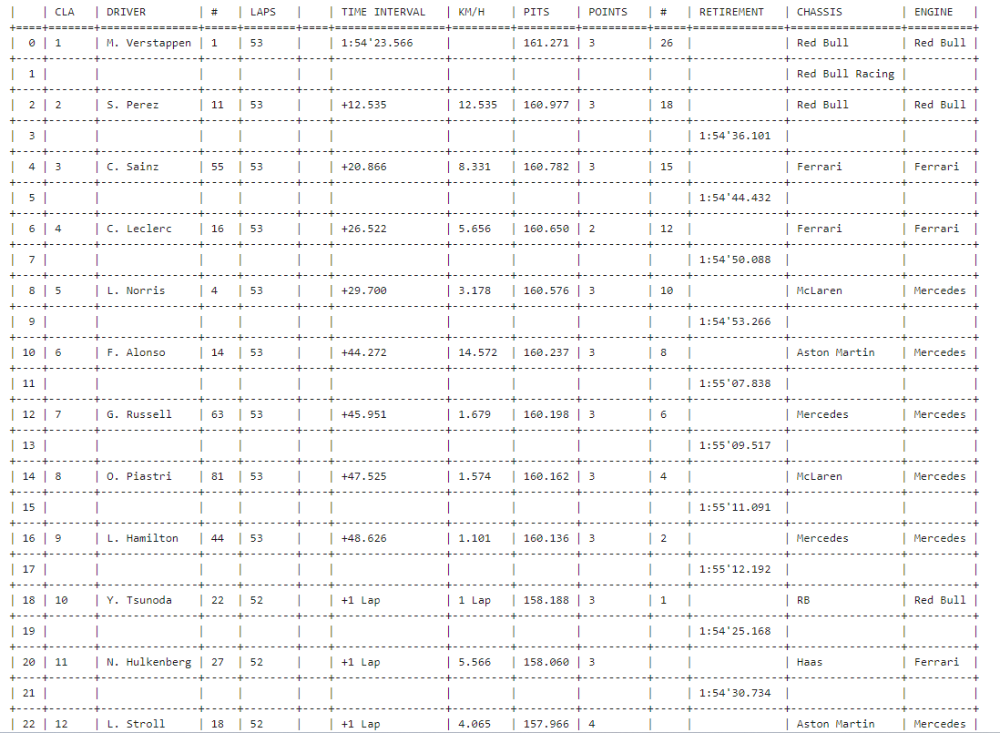 | | CLA | DRIVER | # | LAPS | | TIME INTERVAL | KM/H | PITS | POINTS | # | RETIREMENT | CHASSIS | ENGINE |
| 0 | 1 | M. Verstappen | 1 | 53 | | 1:54'23.566 | | 161.271 | 3 | 26 | | Red Bull | Red Bull |
| 1 | | | | | | | | | | | | Red Bull Racing | |
| 2 | 2 | S. Perez | 11 | 53 | | +12.535 | 12.535 | 160.977 | 3 | 18 | | Red Bull | Red Bull |
| 3 | | | | | | | | | | | 1:54'36.101 | | |
| 4 | 3 | C. Sainz | 55 | 53 | | +20.866 | 8.331 | 160.782 | 3 | 15 | | Ferrari | Ferrari |
| 5 | | | | | | | | | | | 1:54'44.432 | | |
| 6 | 4 | C. Leclerc | 16 | 53 | | +26.522 | 5.656 | 160.650 | 2 | 12 | | Ferrari | Ferrari |
| 7 | | | | | | | | | | | 1:54'50.088 | | |
| 8 | 5 | L. Norris | 4 | 53 | | +29.700 | 3.178 | 160.576 | 3 | 10 | | McLaren | Mercedes |
| 9 | | | | | | | | | | | 1:54'53.266 | | |
| 10 | 6 | F. Alonso | 14 | 53 | | +44.272 | 14.572 | 160.237 | 3 | 8 | | Aston Martin | Mercedes |
| 11 | | | | | | | | | | | 1:55'07.838 | | |
| 12 | 7 | G. Russell | 63 | 53 | | +45.951 | 1.679 | 160.198 | 3 | 6 | | Mercedes | Mercedes |
| 13 | | | | | | | | | | | 1:55'09.517 | | |
| 14 | 8 | O. Piastri | 81 | 53 | | +47.525 | 1.574 | 160.162 | 3 | 4 | | McLaren | Mercedes |
| 15 | | | | | | | | | | | 1:55'11.091 | | |
| 16 | 9 | L. Hamilton | 44 | 53 | | +48.626 | 1.101 | 160.136 | 3 | 2 | | Mercedes | Mercedes |
| 17 | | | | | | | | | | | 1:55'12.192 | | |
| 18 | 10 | Y. Tsunoda | 22 | 52 | | +1 Lap | 1 Lap | 158.188 | 3 | 1 | | RB | Red Bull |
| 19 | | | | | | | | | | | 1:54'25.168 | | |
| 20 | 11 | N. Hulkenberg | 27 | 52 | | +1 Lap | 5.566 | 158.060 | 3 | | | Haas | Ferrari |
| 21 | | | | | | | | | | | 1:54'30.734 | | |
| 22 | 12 | L. Stroll | 18 | 52 | | +1 Lap | 4.065 | 157.966 | 4 | | | Aston Martin | Mercedes |